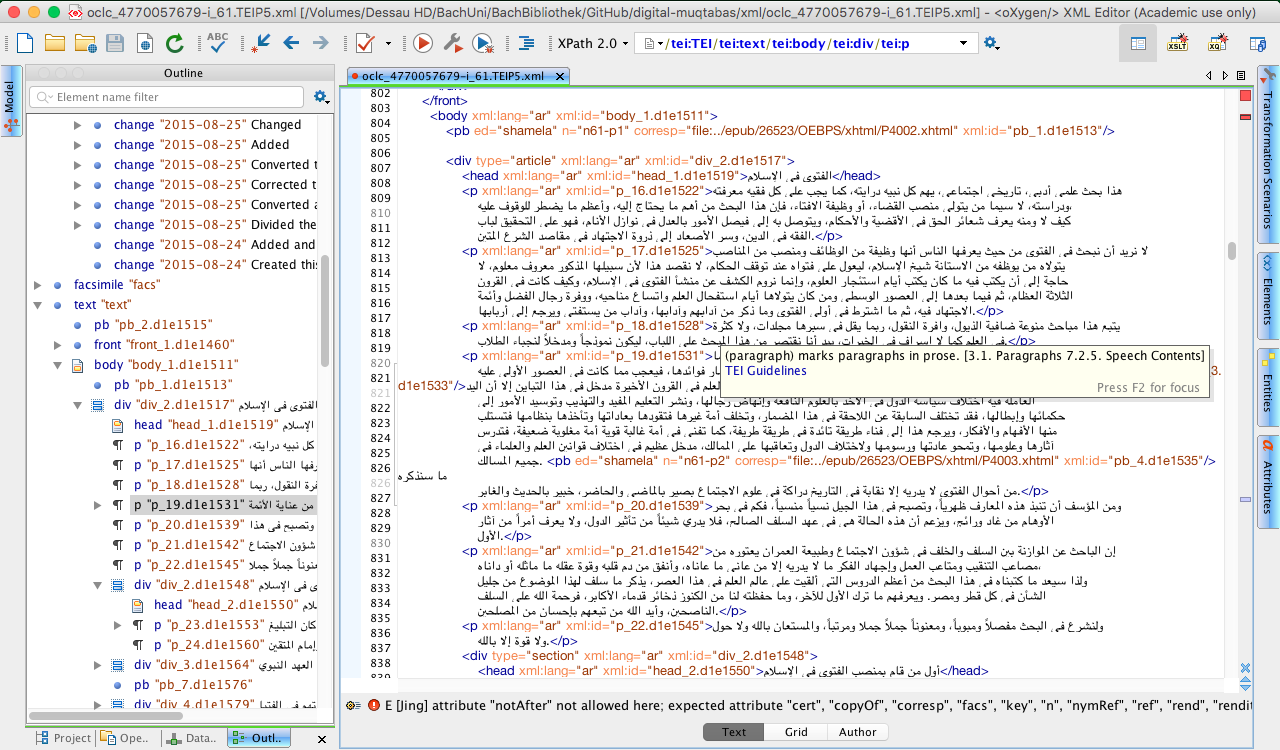 oclc_4770057679-i_61.TEIP5.xml [/Volumes/Dessau HD/BachUni/BachBibliothek/GitHub/digital-muqtabas/xml/oclc_4770057679-i_61.TEIP5.xml] - <oXygen/> XML Editor (Academic use only)
ABC
XPath 2.0
/tei:TEI/tei:text/tei:body/tei:div/tei:p
XSLT
XQ
Outline
oclc_4770057679-i_61.TEIP5.xml
Model
Element name filter
change "2015-08-25" Changed
change "2015-08-25" Added
change "2015-08-25" Converted t
change "2015-08-25" Corrected t
change "2015-08-25" Converted a
change "2015-08-25" Divided the
change "2015-08-24" Added and
change "2015-08-24" Created this
facsimile "facs"
text "text"
pb "pb_2.d1e1515"
front "front_1.d1e1460"
body "body_1.d1e1511"
pb "pb_1.d1e1513"
div "div_2.d1e1517" الفتوى في الإسلام
head "head_1.d1e1519" الإسلام
p "p_16.d1e1522" كل نبيه درايته،
p "p_17.d1e1525" رفها الناس أنها
p "p_18.d1e1528" فرة النقول، ربما
p "p_19.d1e1531" من عناية الأئمة
p "p_20.d1e1539" وتصبح في هذا
p "p_21.d1e1542" شؤون الاجتماع
p "p_22.d1e1545" عنوناً جملاً جملا
div "div_2.d1e1548" ى في الإسلام
head "head_2.d1e1550"
p "p_23.d1e1553" كان التبليغ
p "p_24.d1e1560" إمام المتقين
div "div_3.d1e1564" العهد النبوي
pb "pb_7.d1e1576"
div "div_4.d1e1579" تهم في الفتيا
802
803 </front>
804 <body xml:lang="ar" xml:id="body_1.d1e1511">
805 <pb ed="shamela" n="n61-p1" corresp="file:../epub/26523/OEBPS/xhtml/P4002.xhtml" xml:id="pb_1.d1e1513"/>
806
807 <div type="article" xml:lang="ar" xml:id="div_2.d1e1517">
808 <head xml:lang="ar" xml:id="head_1.d1e1519">الفتوى في الإسلام</head>
809 <p xml:lang="ar" xml:id="p_16.d1e1522">هذا بحث علمي أدبي، تاريخي اجتماعي، يهم كل نبيه درايته، كما يجب على كل فقيه معرفته
810 ودراسته، لا سيما من يتولى منصب القضاء، أو وظيفة الافتاء، فإن هذا البحث من أهم ما يحتاج إليه، وأعظم ما يضطر للوقوف عليه،
811 كيف لا ومنه يعرف شعائر الحق في الأقضية والأحكام، ويتوصل به إلى فيصل الأمور بالعدل في نوازل الأنام، فهو على التحقيق لباب
812 الفقه في الدين، وسر الأصعاد إلى ذروة الاجتهاد في مقاصد الشرع المتين.</p>
813 <p xml:lang="ar" xml:id="p_17.d1e1525">لا نريد أن نبحث في الفتوى من حيث يعرفها الناس أنها وظيفة من الوظائف ومنصب من المناصب
814 يتولاه من يوظفه من الاستانة شيخ الإسلام، ليعول على فتواه عند توقف الحكام، لا نقصد هذا لأن سبيلها المذكور معروف معلوم، لا
815 حاجة إلى أن يكتب فيه ما كان يكتب أيام استئجار العلوم، وإنما نروم الكشف عن منشأ الفتوى في الإسلام، وكيف كانت في القرون
816 الثلاثة العظام، ثم فيما بعدها إلى العصور الوسطى ومن كان يتولاها أيام استفحال العلم واتساع مناحيه، ووفرة رجال الفضل وأئمة
817 الاجتهاد فيه، ثم ما اشترط في أولي الفتوى وما ذكر من آدابهم وآدابها، وآداب من يستفتي ويرجع إلى أربابها.</p>
818 <p xml:lang="ar" xml:id="p_18.d1e1528">يتبع هذا مباحث منوعة ضافية الذيول، وافرة النقول، ربما يقل في سبرها مجلدات، ولا كثرة
819 في العلم كما لا إسراف في الخيرات، بيد أنا نقتصر من هذا المبحث على اللباب، ليكون نموذجاً ومدخلاً لنجباء الطلاب.</p>
820 <p xml:lang="ar" xml:id="p_19.d1e1531">
(paragraph) marks paragraphs in prose. [3.1. Paragraphs 7.2.5. Speech Contents]
TEI Guidelines
Press F2 for focus
821 فوائدها، فيعجب مما كانت في العصور الأولى عليه
d1e1533"/>العلم في القرون الأخيرة مدخل في هذا التباين إلا أن اليد
822 العاملة فيه اختلاف سياسة الدول في الأخذ بالعلوم النافعة وإنهاض رجالها، ونشر التعليم المفيد والتهذيب وتوسيد الأمور إلى
823 حكمائها وإبطالها، فقد تختلف السابقة عن اللاحقة في هذا المضمار، وتخلف أمة غيرها فتقودها بعاداتها وتأخذها بنظامها فتستلب
824 منها الأفهام والأفكار، ويرجع هذا إلى فناء طريقة تائدة في طريقة طريفة، كما تفنى في أمة غالبة قوية أمة مغلوبة ضعيفة، فتدرس
825 آثارها وعلومها، وتمحو عادتها ورسومها ولاختلاف الدول وتعاقبها على الممالك، مدخل عظيم في اختلاف قوانين العلم والعلماء في
826 جميع المسالك. <pb ed="shamela" n="n61-p2" corresp="file:../epub/26523/OEBPS/xhtml/P4003.xhtml" xml:id="pb_4.d1e1535"/>
ما سنذكره
827 من أحوال الفتوى لا يدريه إلا نقابة في التاريخ دراكة في علوم الاجتماع بصير بالماضي والحاضر، خبير بالحديث والغابر.</p>
828 <p xml:lang="ar" xml:id="p_20.d1e1539">ومن المؤسف أن تنبذ هذه المعارف ظهرياً، وتصبح في هذا الجيل نسياً منسياً، فكم في بحر
829 الأوهام من غاد ورائح، ويزعم أن هذه الحالة هي في عهد السلف الصالح، فلا يدري شيئاً من تأثير الدول، ولا يعرف أمراً من آثار
830 الأول.</p>
831 <p xml:lang="ar" xml:id="p_21.d1e1542">إن الباحث عن الموازنة بين السلف والخلف في شؤون الاجتماع وطبيعة العمران يعتوره من
832 مصاعب التنقيب ومتاعب العمل وإجهاد الفكر ما لا يدريه إلا من عانى ما عاناه، وأنفق من دم قلبه وقوة عقله ما ماثله أو داناه،
833 ولذا سيعد ما كتبناه في هذا البحث من أعظم الدروس التي ألقيت على عالم العلم في هذا العصر، يذكر ما سلف لهذا الموضوع من جليل
834 الشأن في كل قطر ومصر. ويعرفهم ما ترك الأول للآخر، وما حفظته لنا من الكنوز ذخائر قدماء الأكابر، فرحمة الله على السلف
835 الناصحين، وأيد الله من تبعهم بإحسان من المصلحين.</p>
836 <p xml:lang="ar" xml:id="p_22.d1e1545">ولنشرع في البحث مفصلاً ومبوباً، ومعنوناً جملاً جملا ومرتباً، والمستعان بالله ولا حول
837 ولا قوة إلا بالله.</p>
838 <div type="section" xml:lang="ar" xml:id="div_2.d1e1548">
839 <head xml:lang="ar" xml:id="head_2.d1e1550">أول من قام بمنصب الفتوى في الإسلام</head>
E [Jing] attribute "notAfter" not allowed here; expected attribute "cert", "copyOf", "corresp", "facs", "key", "n", "nymRef", "ref", "rend", "rendit
Project
Ope..
Data..
Outl..
Text
Grid
Author
Transformation Scenarios
Elements
Entities
Attributes